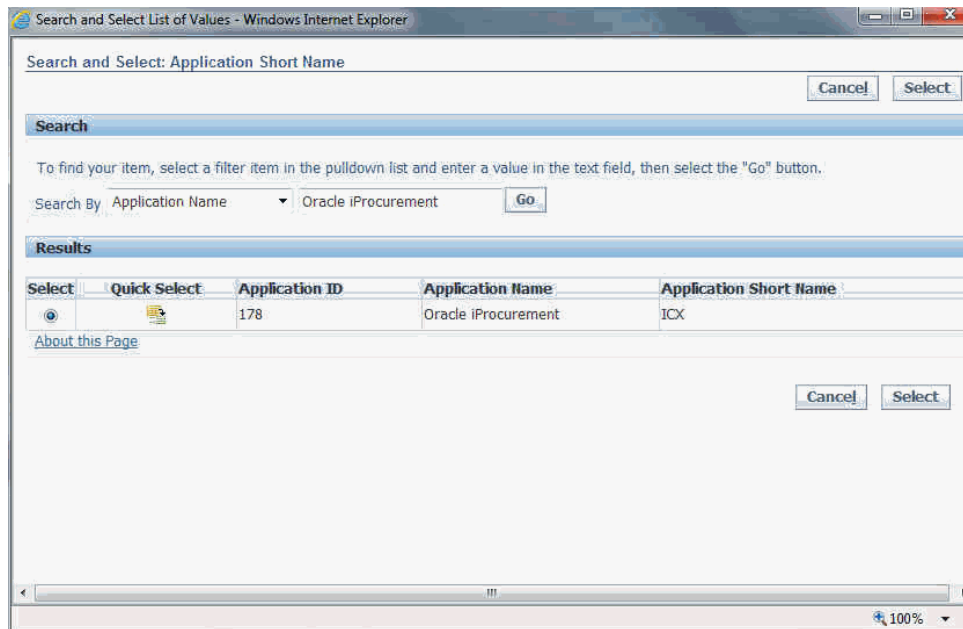 Search and Select List of Values - Windows Internet Explorer
Search and Select: Application Short Name
Cancel Select
Search
To find your item, select a filter item in the pulldown list and enter a value in the text field, then select the "Go" button.
Search By Application Name Oracle iProcurement Go
Results
Select Quick Select Application ID Application Name Application Short Name
178 Oracle iProcurement ICX
About this Page
Cancel Select
100%